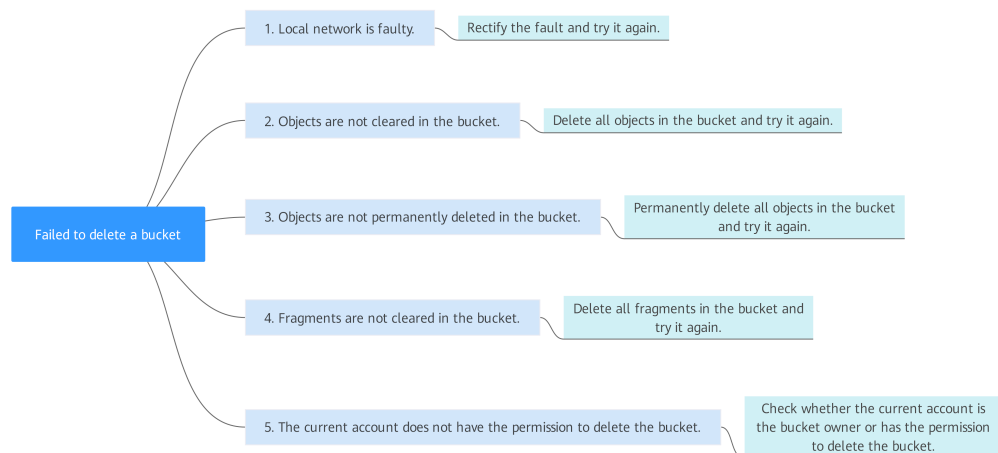 1. Local network is faulty.
Rectify the fault and try it again.
2. Objects are not cleared in the bucket.
Delete all objects in the bucket and try it again.
Failed to delete a bucket
3. Objects are not permanently deleted in the bucket.
Permanently delete all objects in the bucket
and try it again.
4. Fragments are not cleared in the bucket.
Delete all fragments in the bucket and
try it again.
5. The current account does not have the permission to delete the bucket.
Check whether the current account is
the bucket owner or has the permission
to delete the bucket.